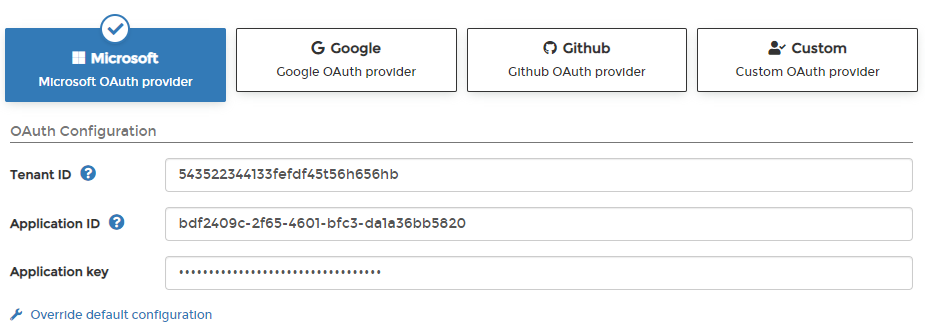 Microsoft
Microsoft OAuth provider
Google
Google OAuth provider
Github
Github OAuth provider
Custom
Custom OAuth provider
OAuth Configuration
Tenant ID ?
543522344133fefdf45t56h656hb
Application ID ?
bdf2409c-2f65-4601-bfc3-da1a36bb5820
Application key
••••••••••••••••••••••••••••••••••
Override default configuration